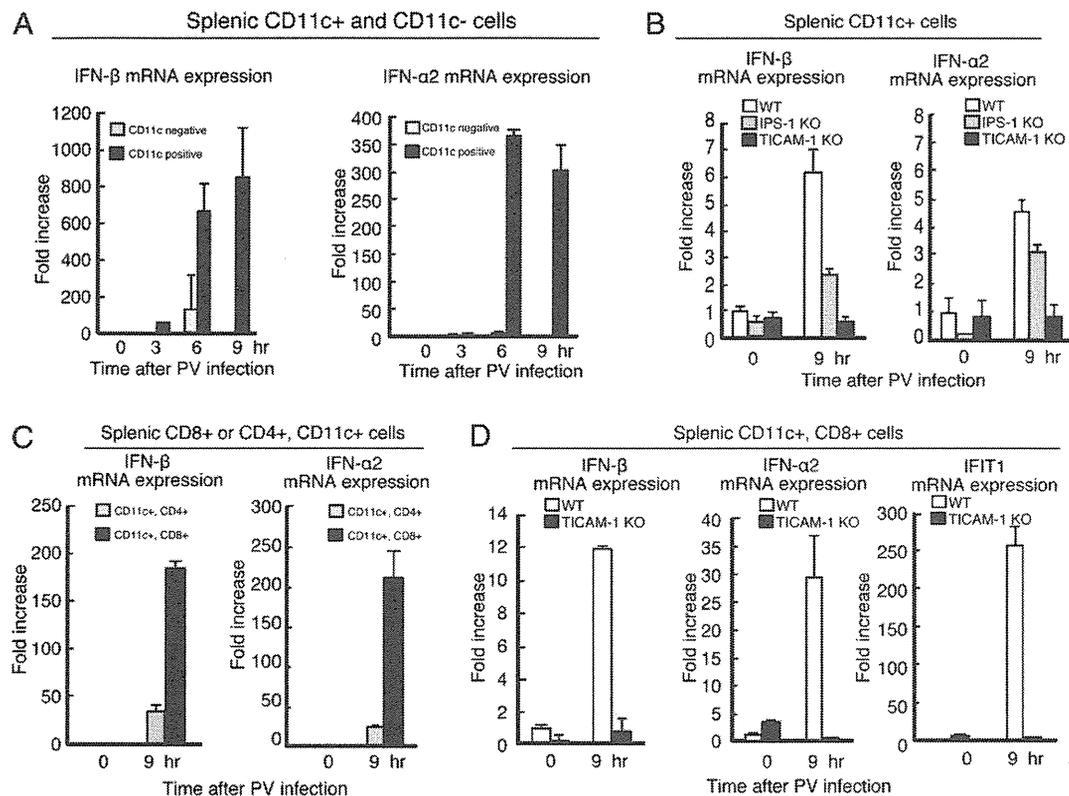 A
Splenic CD11c+ and CD11c- cells
IFN-β mRNA expression
1200
1000
800
600
400
200
0
Fold increase
CD11c negative
CD11c positive
0 3 6 9 hr
Time after PV infection
IFN-α2 mRNA expression
400
350
300
250
200
150
100
50
0
Fold increase
CD11c negative
CD11c positive
0 3 6 9 hr
Time after PV infection
B
Splenic CD11c+ cells
IFN-β
mRNA expression
WT
IPS-1 KO
TICAM-1 KO
8
7
6
5
4
3
2
1
0
Fold increase
0 9 hr
IFN-α2
mRNA expression
WT
IPS-1 KO
TICAM-1 KO
8
7
6
5
4
3
2
1
0
Fold increase
0 9 hr
Time after PV infection
C
Splenic CD8+ or CD4+, CD11c+ cells
IFN-β
mRNA expression
250
200
150
100
50
0
Fold increase
CD11c+, CD4+
CD11c+, CD8+
0 9 hr
IFN-α2
mRNA expression
300
250
200
150
100
50
0
Fold increase
CD11c+, CD4+
CD11c+, CD8+
0 9 hr
Time after PV infection
D
Splenic CD11c+, CD8+ cells
IFN-β
mRNA expression
WT
TICAM-1 KO
14
12
10
8
6
4
2
0
Fold increase
0 9 hr
IFN-α2
mRNA expression
WT
TICAM-1 KO
40
35
30
25
20
15
10
5
0
Fold increase
0 9 hr
IFIT1
mRNA expression
WT
TICAM-1 KO
300
250
200
150
100
50
0
Fold increase
0 9 hr
Time after PV infection